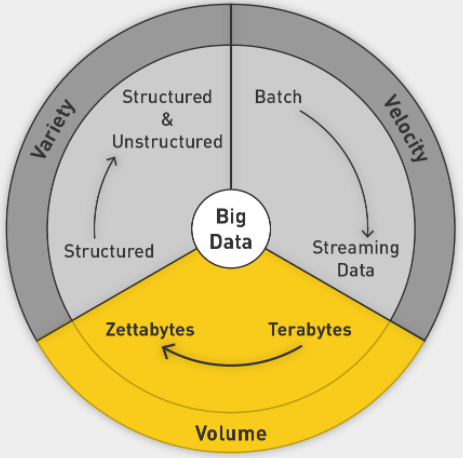 Variety
Structured
&
Unstructured
Structured
Velocity
Batch
Streaming
Data
Big
Data
Zettabytes
Terabytes
Volume